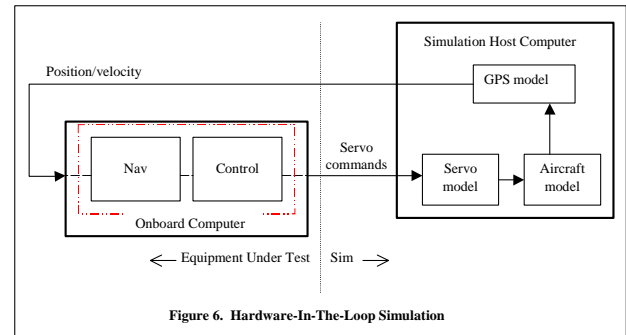 Simulation Host Computer
Position/velocity
GPS model
Servo
commands
Nav
Control
Servo
model
Aircraft
model
Onboard Computer
Equipment Under Test
Sim
Figure 6. Hardware-In-The-Loop Simulation